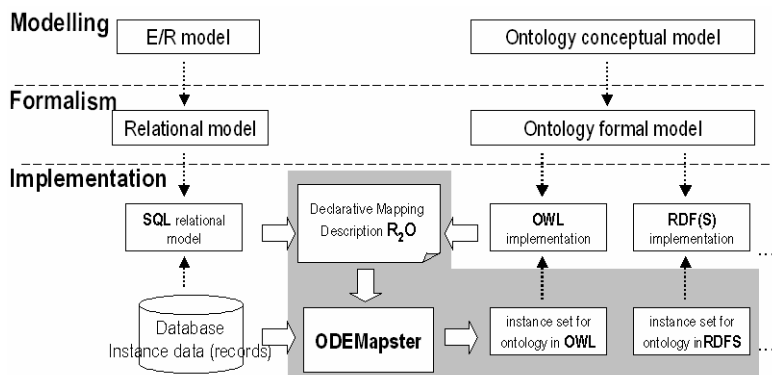 Modelling
E/R model
Ontology conceptual model
Formalism
Relational model
Ontology formal model
Implementation
SQL relational
model
Declarative Mapping
Description R₂O
OWL
implementation
RDF(S)
implementation
...
Database
Instance data (records)
ODEMapster
instance set for
ontology in OWL
instance set for
ontology in RDFS
...